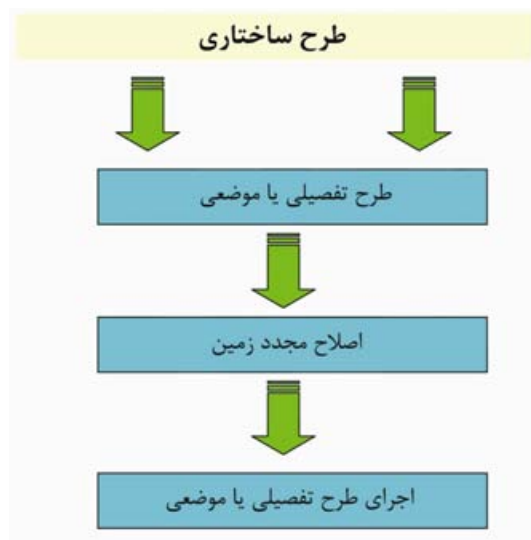 طرح ساختاری
طرح تفصیلی یا موضعی
اصلاح مجدد زمین
اجرای طرح تفصیلی یا موضعی